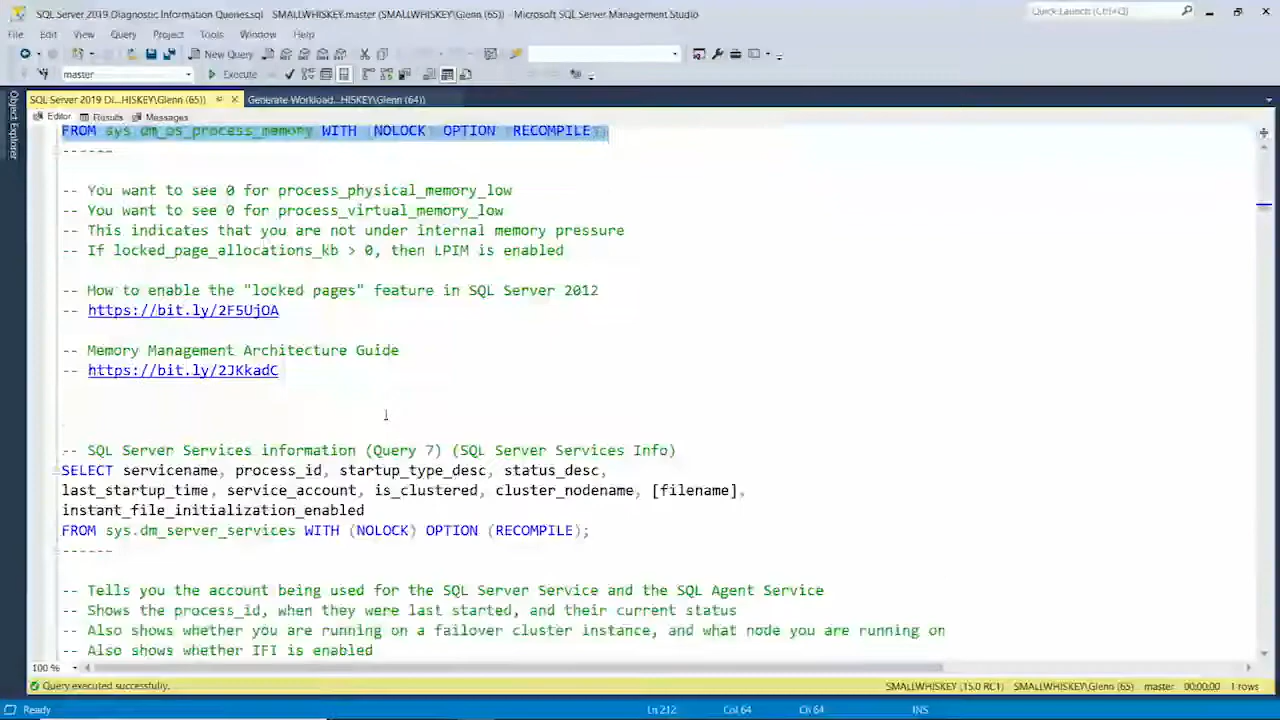 SQL Server 2019 Diagnostic Information Queries.sql SMALLWHISKEY.master (SMALLWHISKEY\Glenn (65)) - Microsoft SQL Server Management Studio
Quick Launch (Ctrl+Q)
File Edit View Query Project Tools Window Help
New Query
master Execute
SQL Server 2019 Di...HISKEY\Glenn (65)) Generate Workload...HISKEY\Glenn (64))
Object Explorer
Editor Results Messages
FROM sys.dm_os_process_memory WITH (NOLOCK) OPTION (RECOMPILE);
------
-- You want to see 0 for process_physical_memory_low
-- You want to see 0 for process_virtual_memory_low
-- This indicates that you are not under internal memory pressure
-- If locked_page_allocations_kb > 0, then LPIM is enabled
-- How to enable the "locked pages" feature in SQL Server 2012
-- https://bit.ly/2F5UjOA
-- Memory Management Architecture Guide
-- https://bit.ly/2JKkadC
-- SQL Server Services information (Query 7) (SQL Server Services Info)
SELECT servicename, process_id, startup_type_desc, status_desc,
last_startup_time, service_account, is_clustered, cluster_nodename, [filename],
instant_file_initialization_enabled
FROM sys.dm_server_services WITH (NOLOCK) OPTION (RECOMPILE);
------
-- Tells you the account being used for the SQL Server Service and the SQL Agent Service
-- Shows the process_id, when they were last started, and their current status
-- Also shows whether you are running on a failover cluster instance, and what node you are running on
-- Also shows whether IFI is enabled
100 %
Query executed successfully. SMALLWHISKEY (15.0 RC1) SMALLWHISKEY\Glenn (65) master 00:00:00 1 rows
Ready Ln 212 Col 64 Ch 64 INS